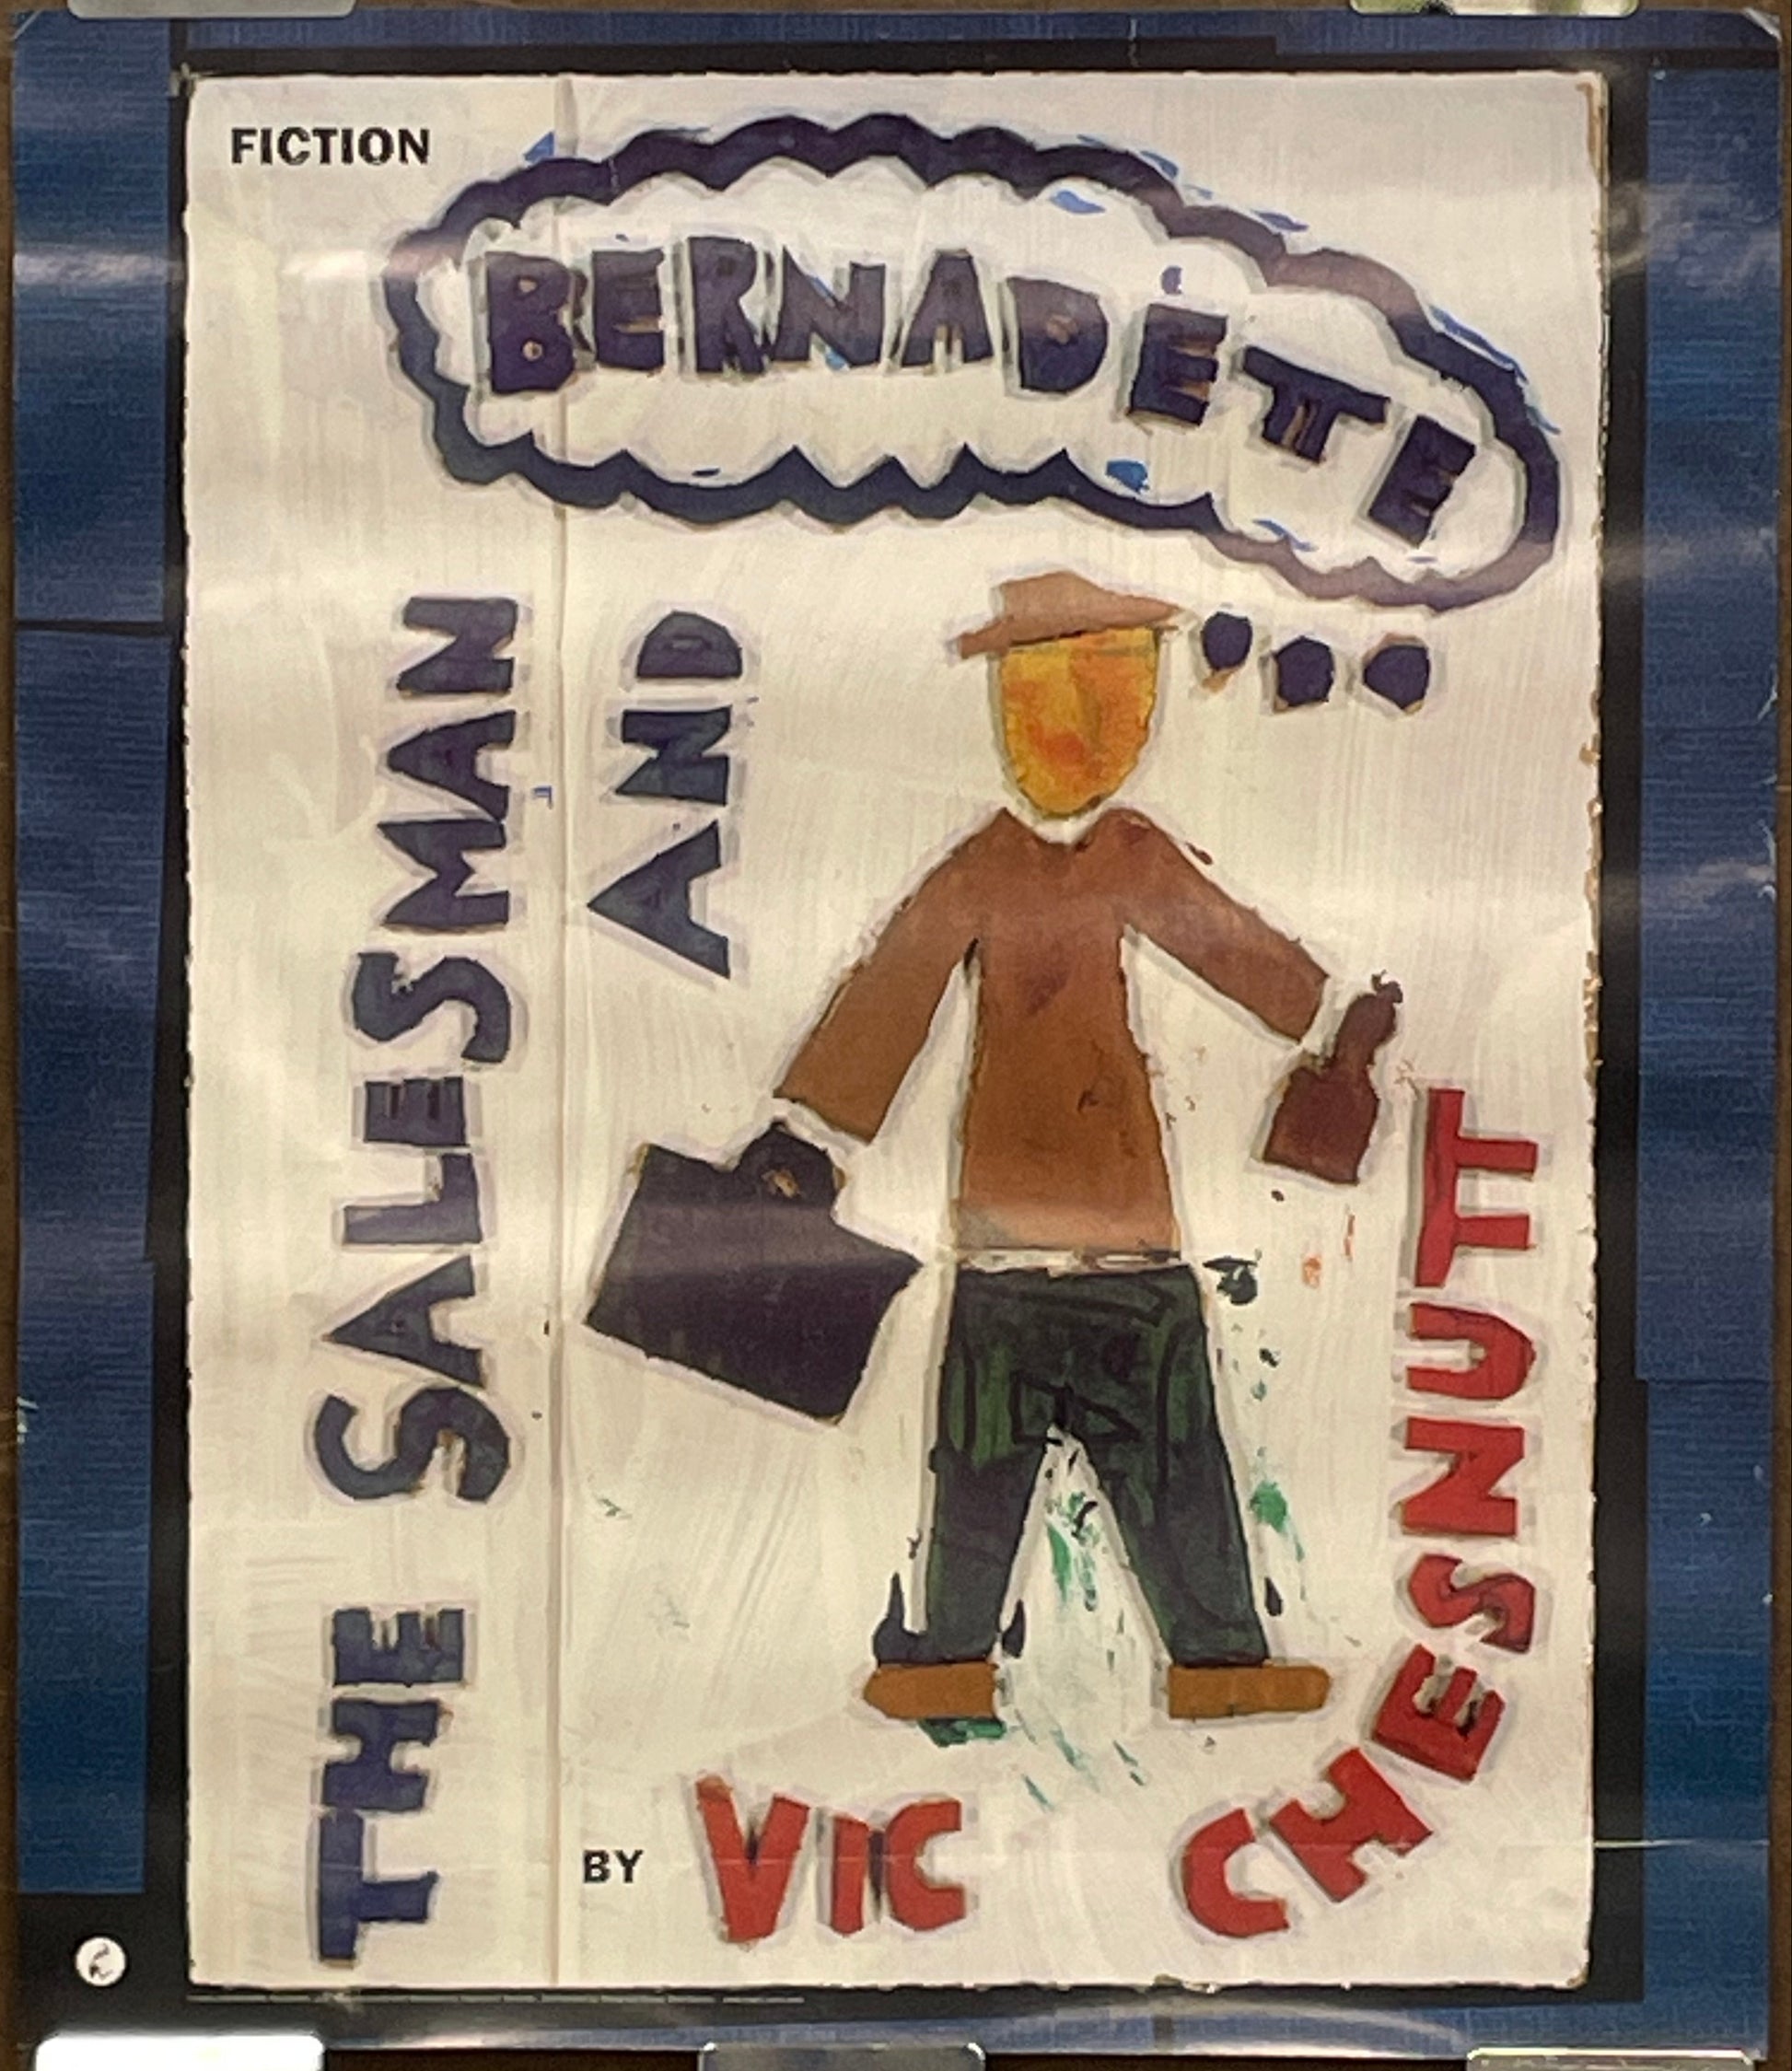 FICTION
BERNADETTE
THE SALESMAN
AND
BY VIC CHESNUTT